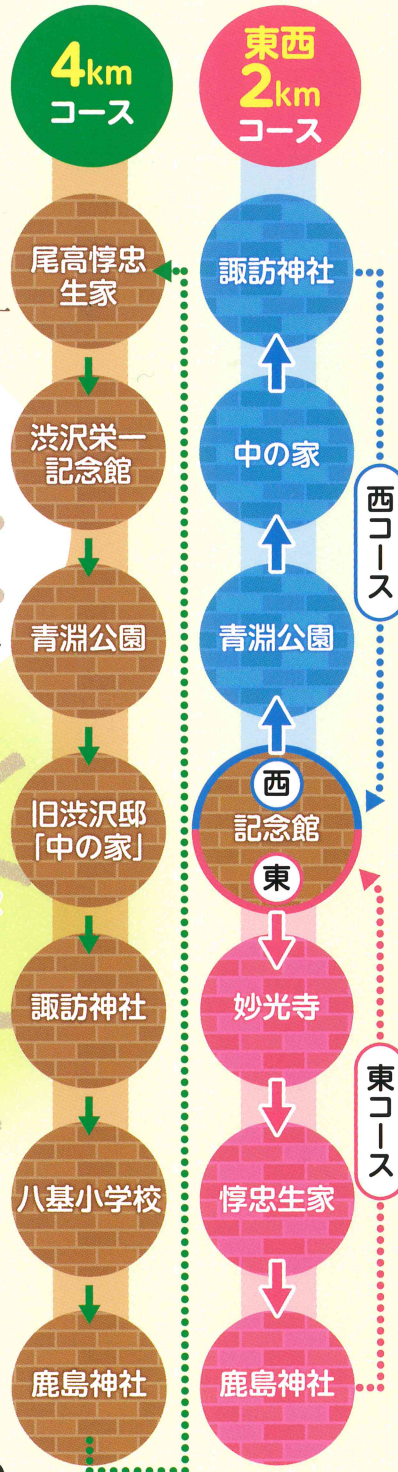 4km
コース
尾高惇忠
生家
渋沢栄一
記念館
青淵公園
旧渋沢邸
「中の家」
諏訪神社
八基小学校
鹿島神社
東西
2km
コース
諏訪神社
中の家
青淵公園
西
記念館
東
妙光寺
惇忠生家
鹿島神社
西コース
東コース